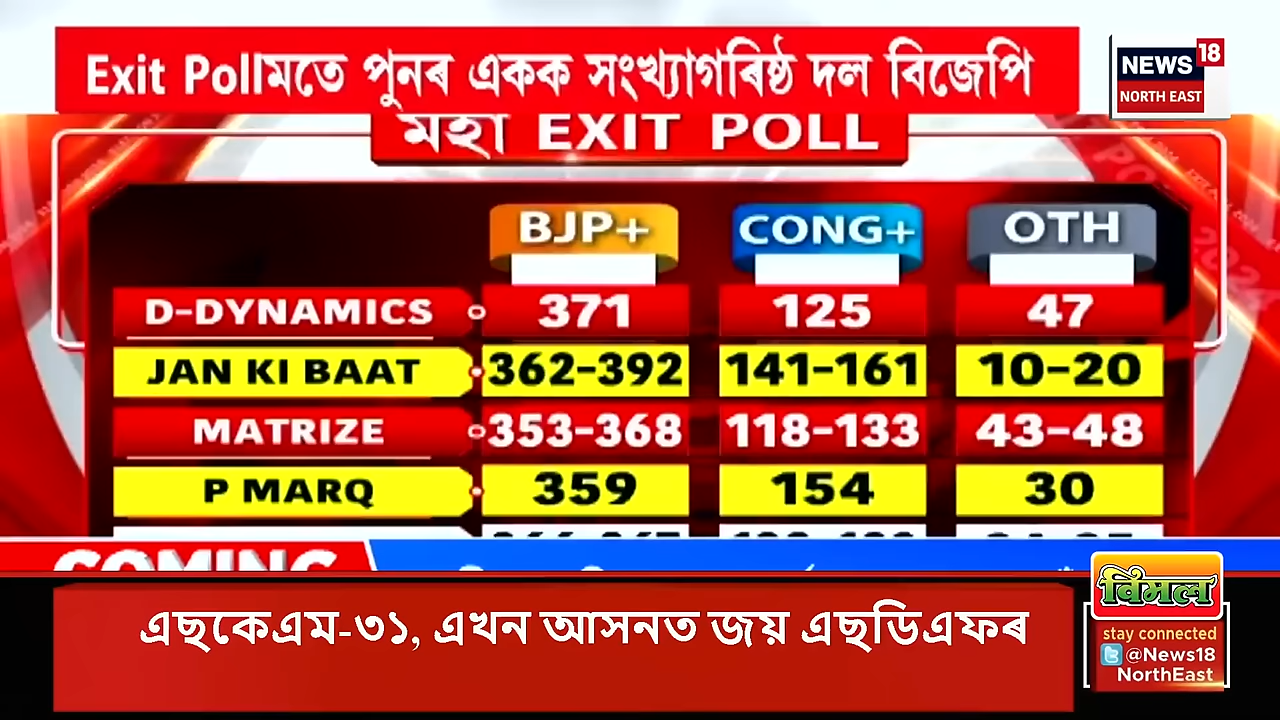 Exit Pollমতে পুনৰ একক সংখ্যাগৰিষ্ঠ দল বিজেপি
NEWS 18
NORTH EAST
মহা EXIT POLL
BJP+ CONG+ OTH
D-DYNAMICS 371 125 47
JAN KI BAAT 362-392 141-161 10-20
MATRIZE 353-368 118-133 43-48
P MARQ 359 154 30
COMING
এছকেএম-৩১, এখন আসনত জয় এছডিএফৰ
विमल
stay connected
@News18
NorthEast